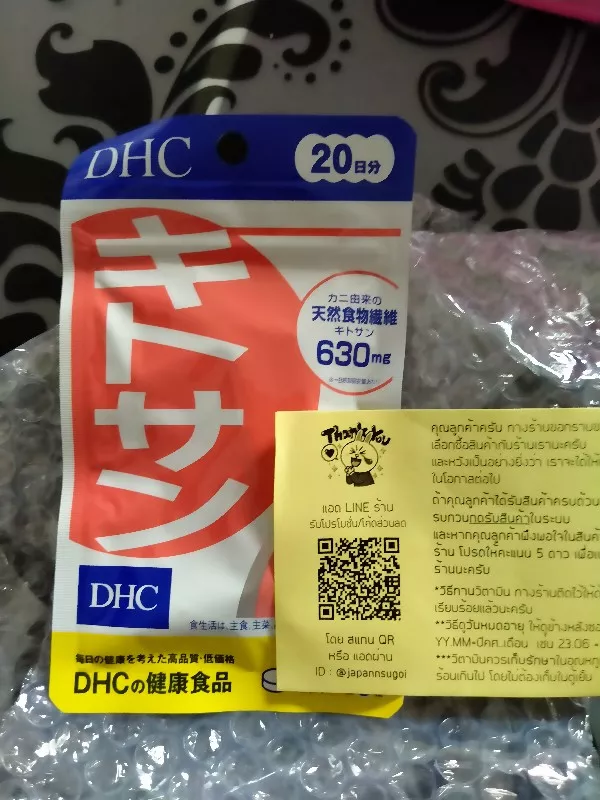 DHC
20日分
キトサン
カニ由来の
天然食物繊維
キトサン
630mg
DHC
食生活は、主食、主菜、
毎日の健康を考えた高品質・低価格
DHCの健康食品
Thank You
แอด LINE ร้าน
รับโปรโมชั่น/โค้ดส่วนลด
โดย สแกน QR
หรือ แอดผ่าน
ID : @japannsugoi
คุณลูกค้าครับ ทางร้านขอกราบขอ
เลือกซื้อสินค้ากับร้านเรานะครับ
และหวังเป็นอย่างยิ่งว่า เราจะได้ให้
ในโอกาสต่อไป
ถ้าคุณลูกค้าได้รับสินค้าครบถ้วน
รบกวนกดรับสินค้าในระบบ
และหากคุณลูกค้าพึงพอใจในสินค้
ร้าน โปรดให้คะแนน 5 ดาว เพื่อเ
ร้านนะครับ
*วิธีทานวิตามิน ทางร้านติดไว้ให้
เรียบร้อยแล้วนะครับ
**วิธีดูวันหมดอายุ ให้ดูข้างหลังซอ
YY.MM=ปีคศ..เดือน เช่น 23.06 =
***วิตามินควรเก็บรักษาในอุณหภู
ร้อนเกินไป โดยไม่ต้องเก็บในตู้เย็น